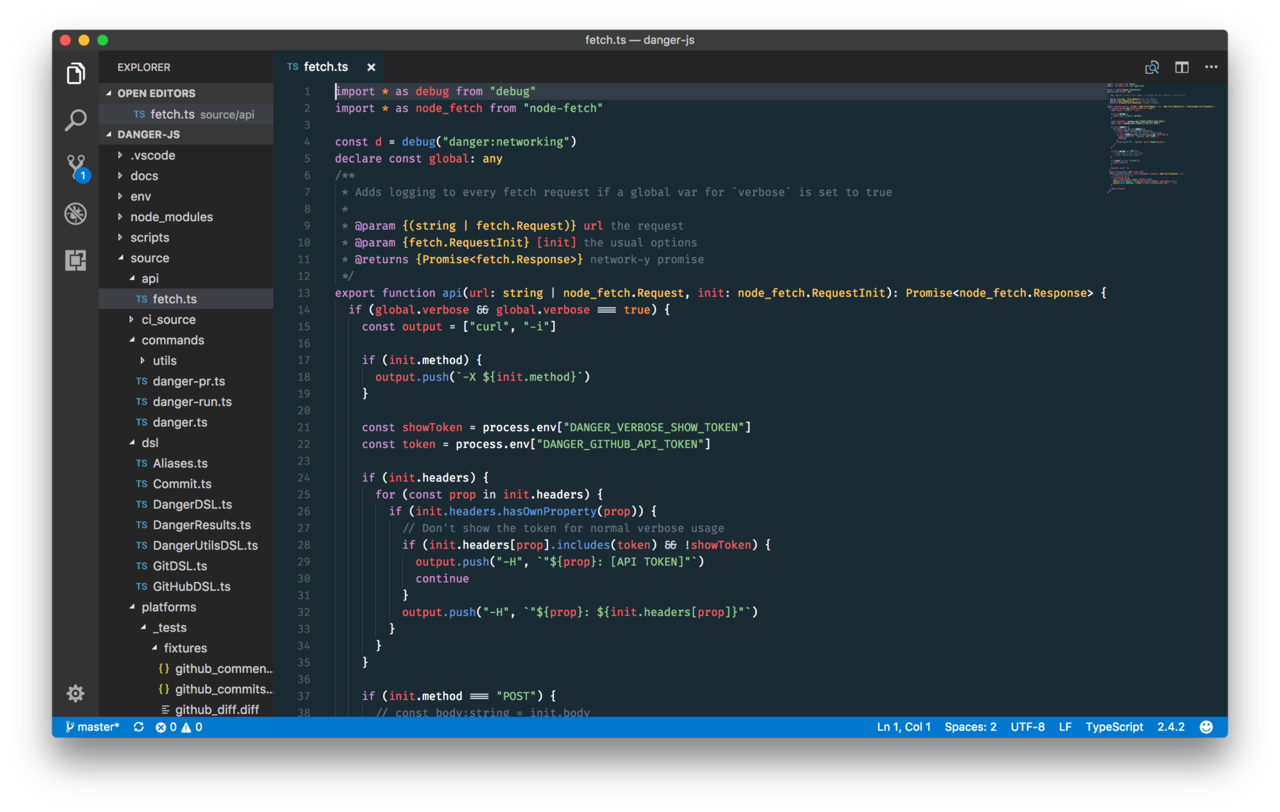 fetch.ts — danger-js
EXPLORER
OPEN EDITORS
TS fetch.ts source/api
DANGER-JS
.vscode
docs
env
node_modules
scripts
source
api
TS fetch.ts
ci_source
commands
utils
TS danger-pr.ts
TS danger-run.ts
TS danger.ts
dsl
TS Aliases.ts
TS Commit.ts
TS DangerDSL.ts
TS DangerResults.ts
TS DangerUtilsDSL.ts
TS GitDSL.ts
TS GitHubDSL.ts
platforms
_tests
fixtures
{} github_commen...
{} github_commits...
github_diff.diff
1
TS fetch.ts ×
1 import * as debug from "debug"
2 import * as node_fetch from "node-fetch"
3
4 const d = debug("danger:networking")
5 declare const global: any
6 /**
7  * Adds logging to every fetch request if a global var for `verbose` is set to true
8  *
9  * @param {(string | fetch.Request)} url the request
10  * @param {fetch.RequestInit} [init] the usual options
11  * @returns {Promise<fetch.Response>} network-y promise
12  */
13 export function api(url: string | node_fetch.Request, init: node_fetch.RequestInit): Promise<node_fetch.Response> {
14   if (global.verbose && global.verbose === true) {
15     const output = ["curl", "-i"]
16
17     if (init.method) {
18       output.push(`-X ${init.method}`)
19     }
20
21     const showToken = process.env["DANGER_VERBOSE_SHOW_TOKEN"]
22     const token = process.env["DANGER_GITHUB_API_TOKEN"]
23
24     if (init.headers) {
25       for (const prop in init.headers) {
26         if (init.headers.hasOwnProperty(prop)) {
27           // Don't show the token for normal verbose usage
28           if (init.headers[prop].includes(token) && !showToken) {
29             output.push("-H", `"${prop}: [API TOKEN]"`)
30             continue
31           }
32           output.push("-H", `"${prop}: ${init.headers[prop]}"`)
33         }
34       }
35     }
36
37     if (init.method === "POST") {
38       // const body:string = init.body
master* 0 0 Ln 1, Col 1 Spaces: 2 UTF-8 LF TypeScript 2.4.2